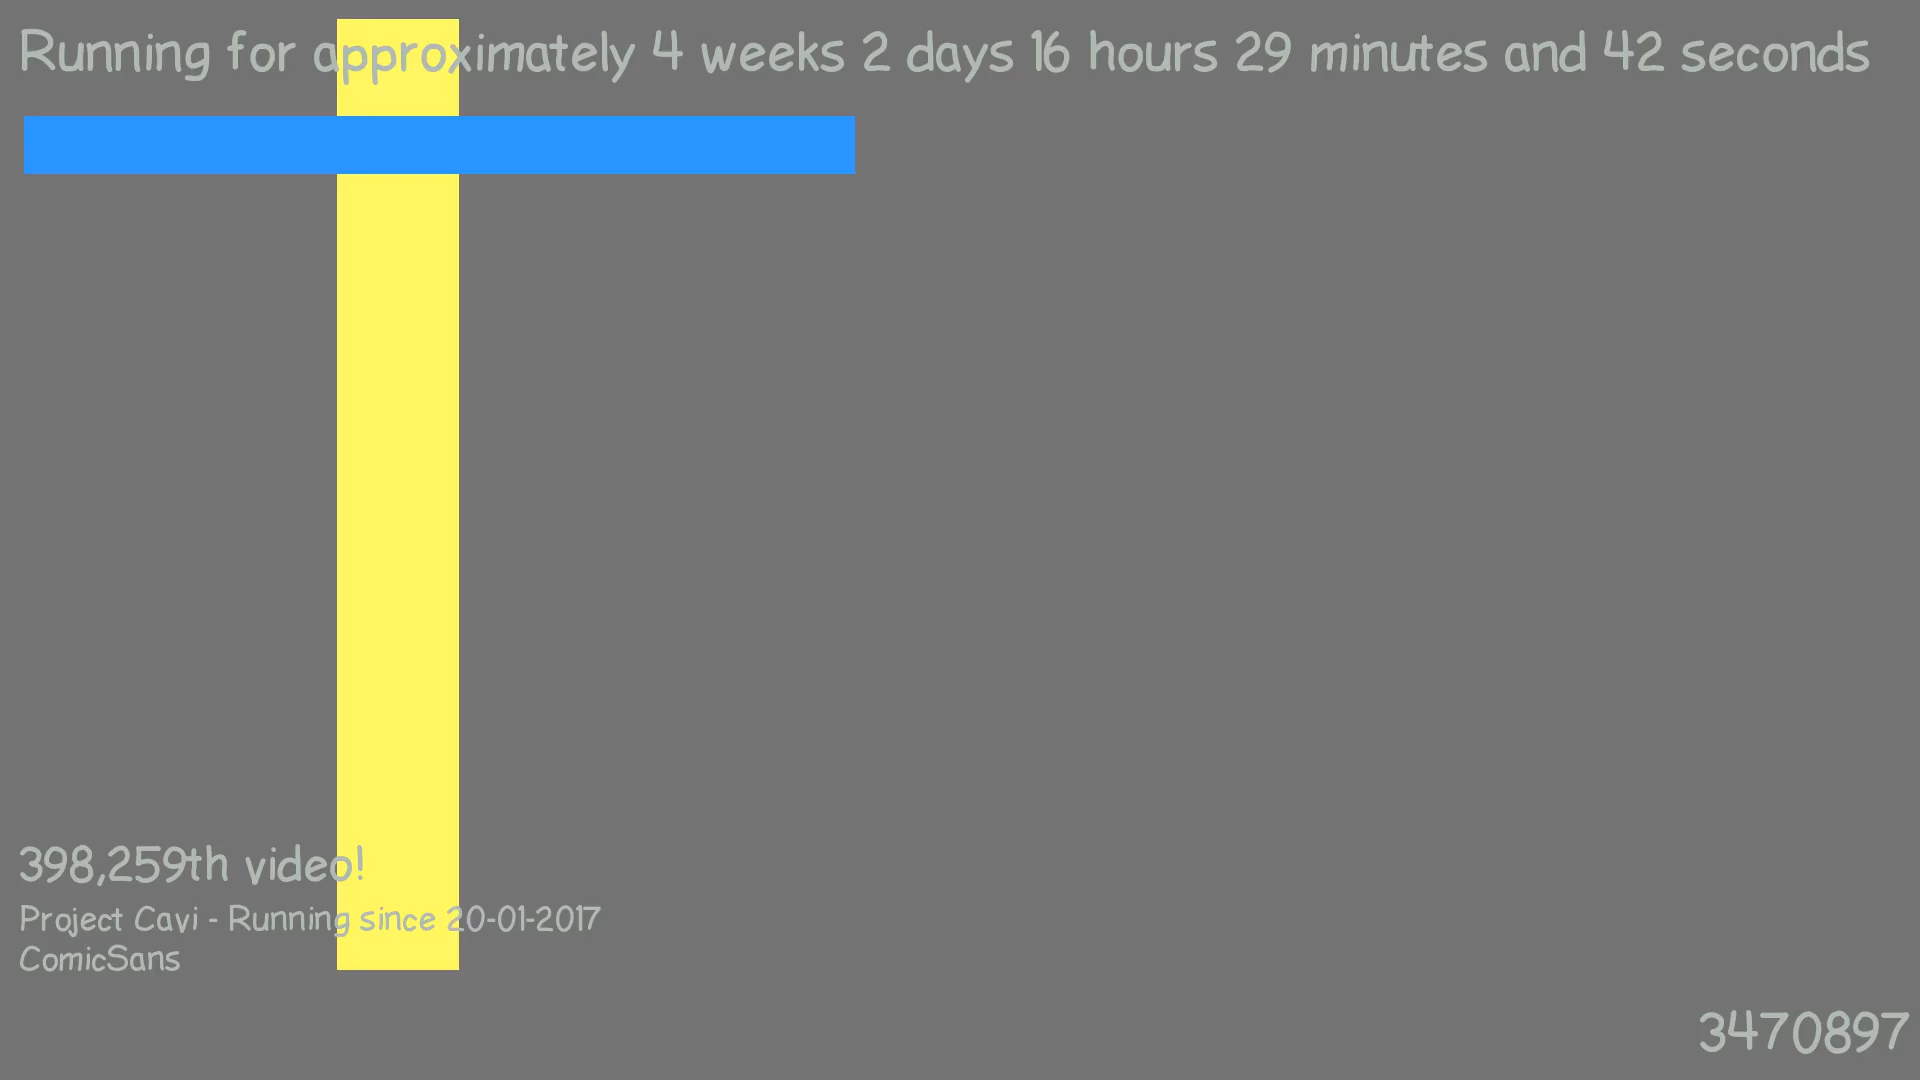 Running for approximately 4 weeks 2 days 16 hours 29 minutes and 42 seconds
398,259th video!
Project Cavi - Running since 20-01-2017
ComicSans
3470897